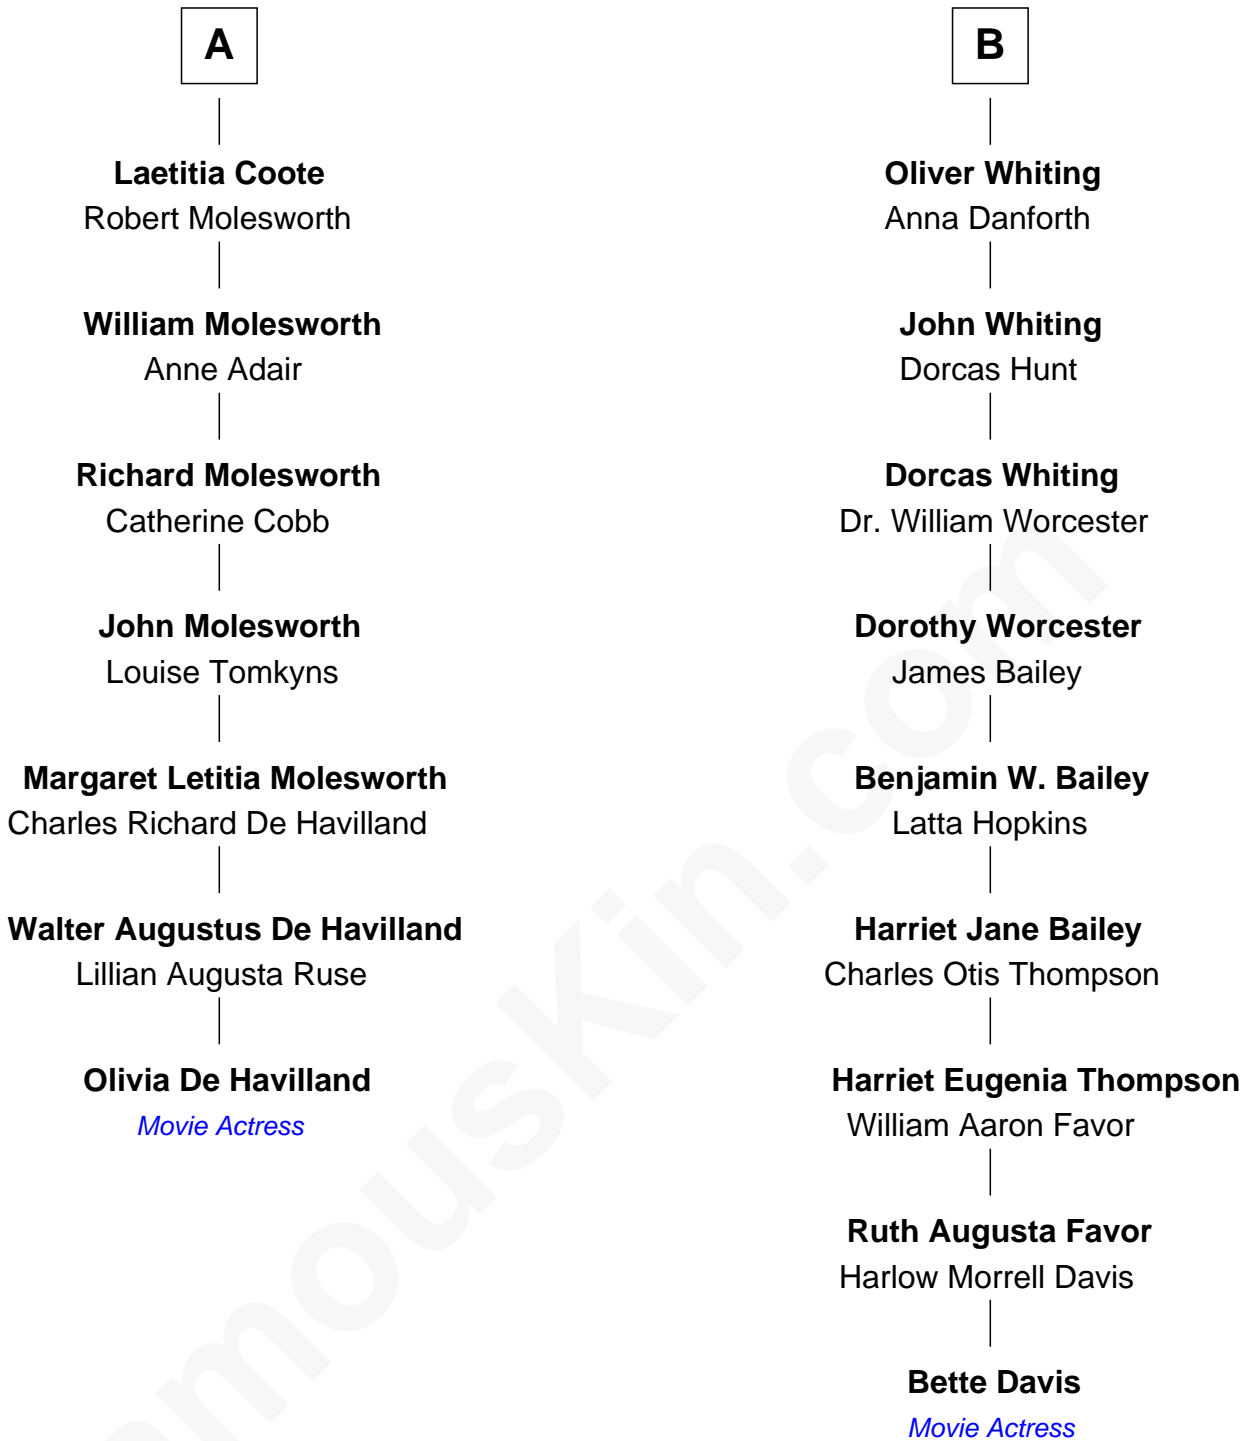 A
Laetitia Coote
Robert Molesworth
William Molesworth
Anne Adair
Richard Molesworth
Catherine Cobb
John Molesworth
Louise Tomkyns
Margaret Letitia Molesworth
Charles Richard De Havilland
Walter Augustus De Havilland
Lillian Augusta Ruse
Olivia De Havilland
Movie Actress
B
Oliver Whiting
Anna Danforth
John Whiting
Dorcas Hunt
Dorcas Whiting
Dr. William Worcester
Dorothy Worcester
James Bailey
Benjamin W. Bailey
Latta Hopkins
Harriet Jane Bailey
Charles Otis Thompson
Harriet Eugenia Thompson
William Aaron Favor
Ruth Augusta Favor
Harlow Morrell Davis
Bette Davis
Movie Actress
amousKin.com